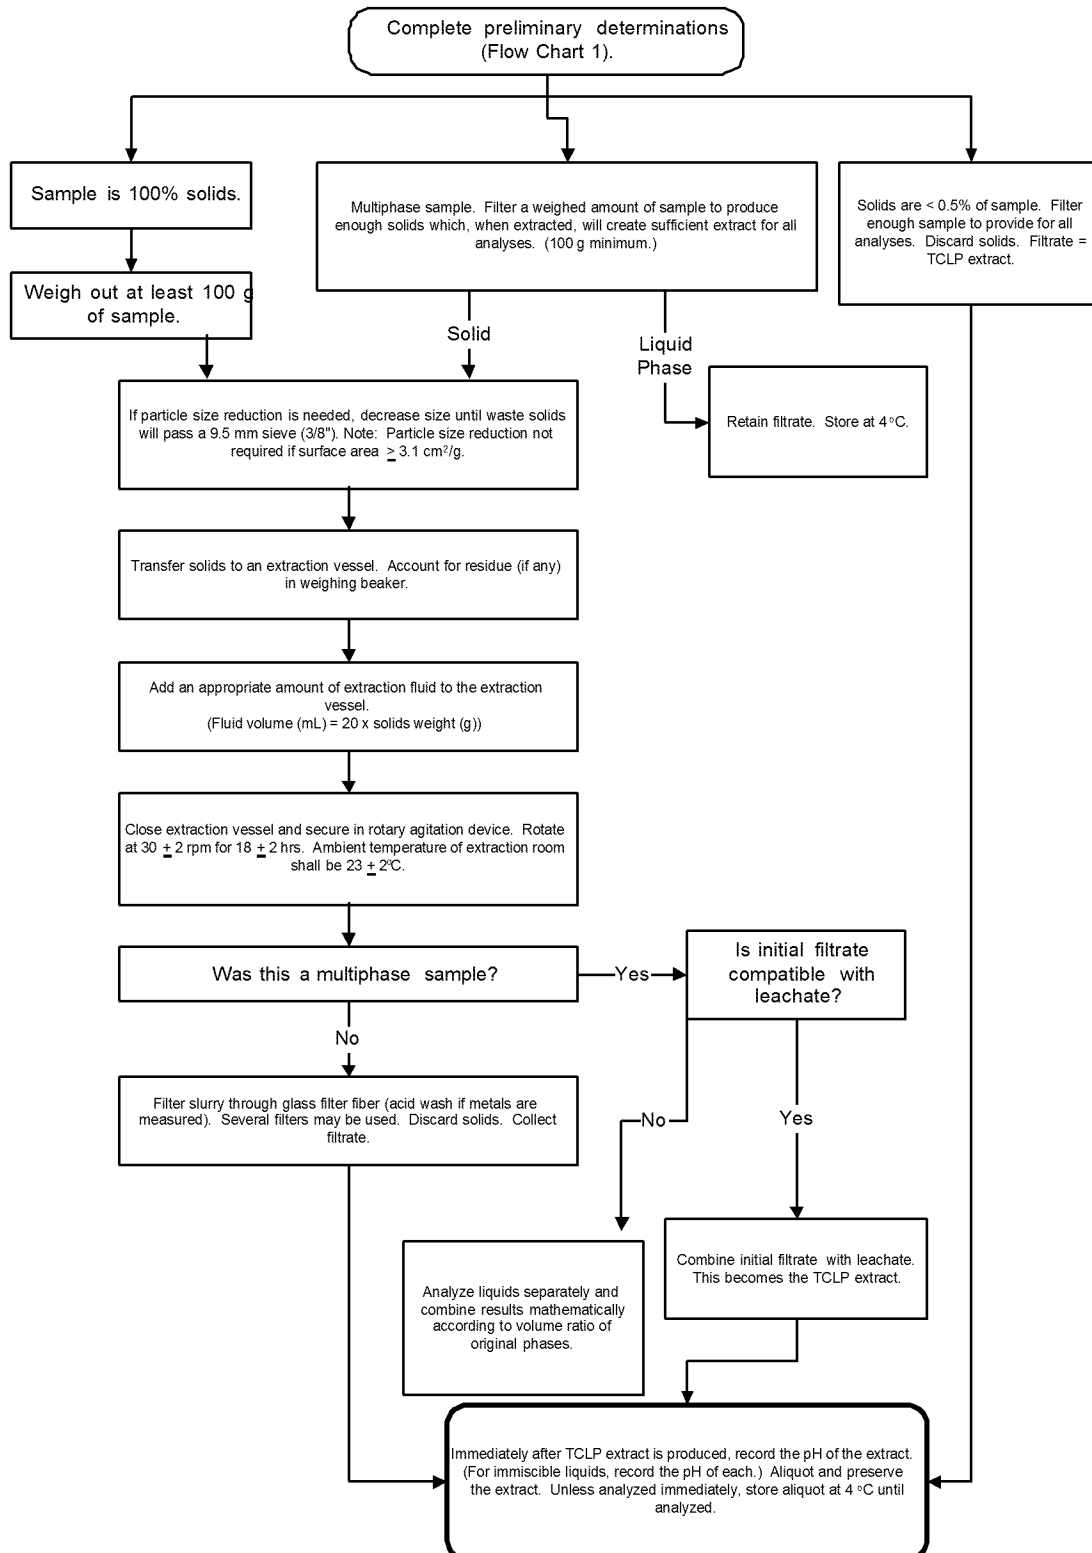 Complete preliminary determinations
(Flow Chart 1).
Sample is 100% solids.
Multiphase sample. Filter a weighed amount of sample to produce
enough solids which, when extracted, will create sufficient extract for all
analyses. (100 g minimum.)
Solids are < 0.5% of sample. Filter
enough sample to provide for all
analyses. Discard solids. Filtrate =
TCLP extract.
Weigh out at least 100 g
of sample.
Solid
Liquid
Phase
If particle size reduction is needed, decrease size until waste solids
will pass a 9.5 mm sieve (3/8"). Note: Particle size reduction not
required if surface area ≥ 3.1 cm²/g.
Retain filtrate. Store at 4 °C.
Transfer solids to an extraction vessel. Account for residue (if any)
in weighing beaker.
Add an appropriate amount of extraction fluid to the extraction
vessel.
(Fluid volume (mL) = 20 x solids weight (g))
Close extraction vessel and secure in rotary agitation device. Rotate
at 30 ± 2 rpm for 18 ± 2 hrs. Ambient temperature of extraction room
shall be 23 ± 2°C.
Was this a multiphase sample?
Yes
Is initial filtrate
compatible with
leachate?
No
Filter slurry through glass filter fiber (acid wash if metals are
measured). Several filters may be used. Discard solids. Collect
filtrate.
No
Yes
Analyze liquids separately and
combine results mathematically
according to volume ratio of
original phases.
Combine initial filtrate with leachate.
This becomes the TCLP extract.
Immediately after TCLP extract is produced, record the pH of the extract.
(For immiscible liquids, record the pH of each.) Aliquot and preserve
the extract. Unless analyzed immediately, store aliquot at 4 °C until
analyzed.